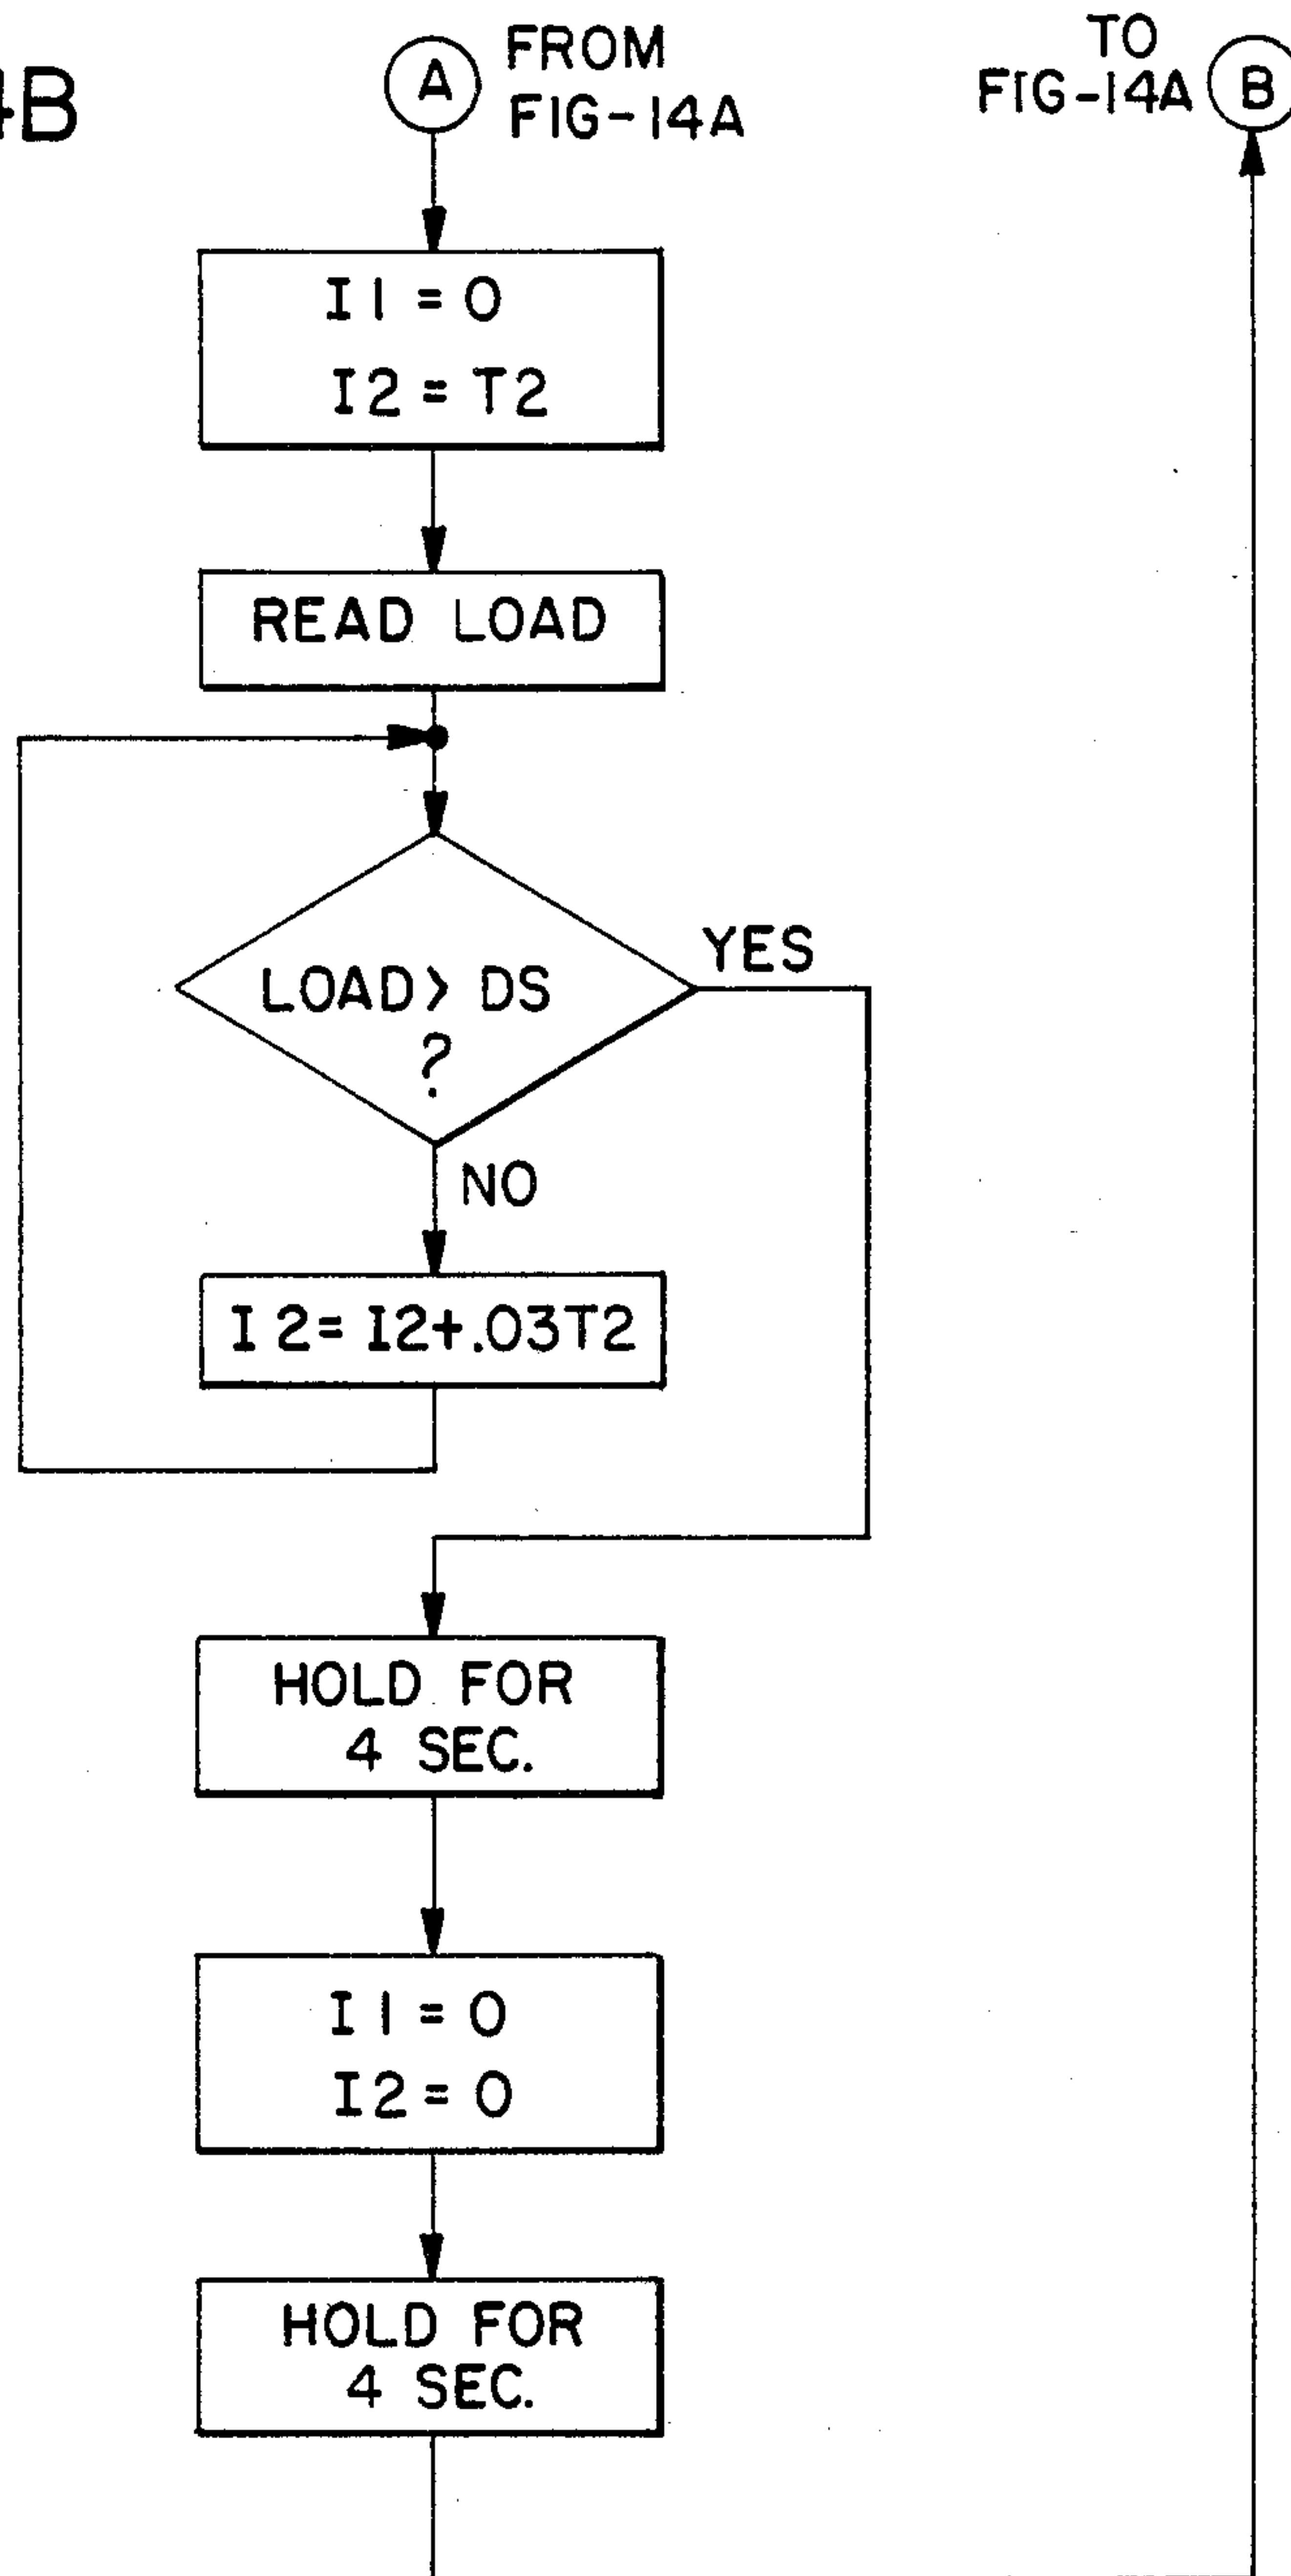 4B
A
FROM
FIG-14A
TO
FIG-14A
B
I1 = 0
I2 = T2
READ LOAD
LOAD> DS
?
YES
NO
I2= I2+.03T2
HOLD FOR
4 SEC.
I1 = 0
I2 = 0
HOLD FOR
4 SEC.